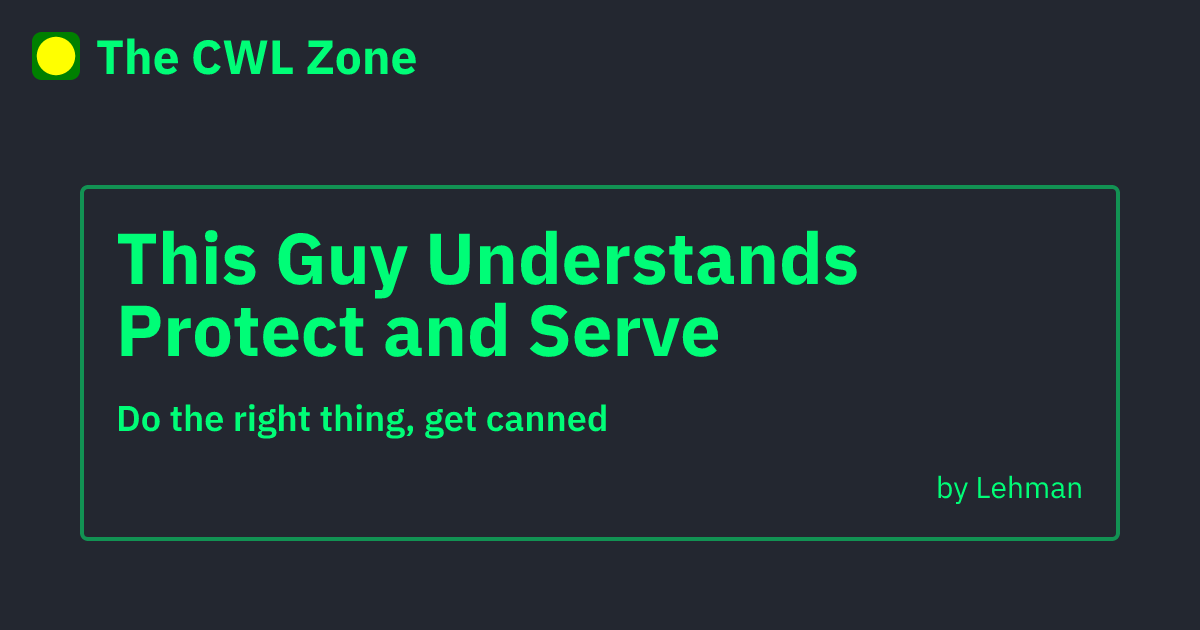 The CWL Zone
This Guy Understands
Protect and Serve
Do the right thing, get canned
by Lehman